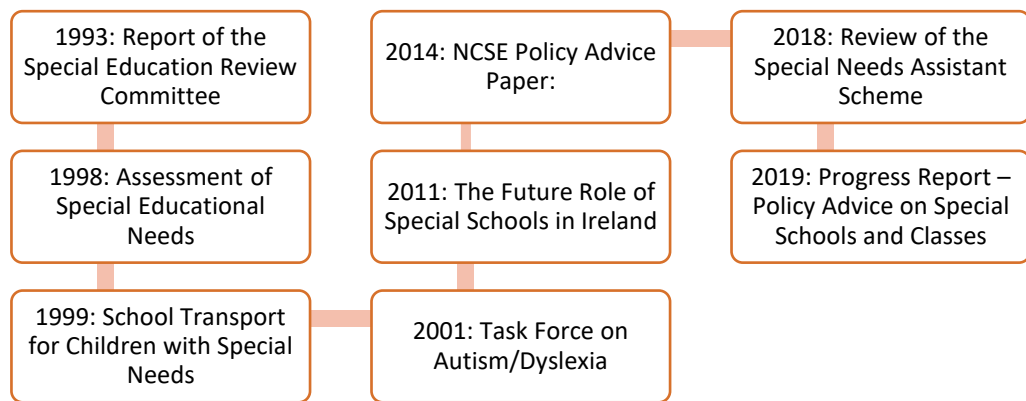 1993: Report of the
Special Education Review
Committee
1998: Assessment of
Special Educational
Needs
1999: School Transport
for Children with Special
Needs
2001: Task Force on
Autism/Dyslexia
2011: The Future Role of
Special Schools in Ireland
2014: NCSE Policy Advice
Paper:
2018: Review of the
Special Needs Assistant
Scheme
2019: Progress Report –
Policy Advice on Special
Schools and Classes